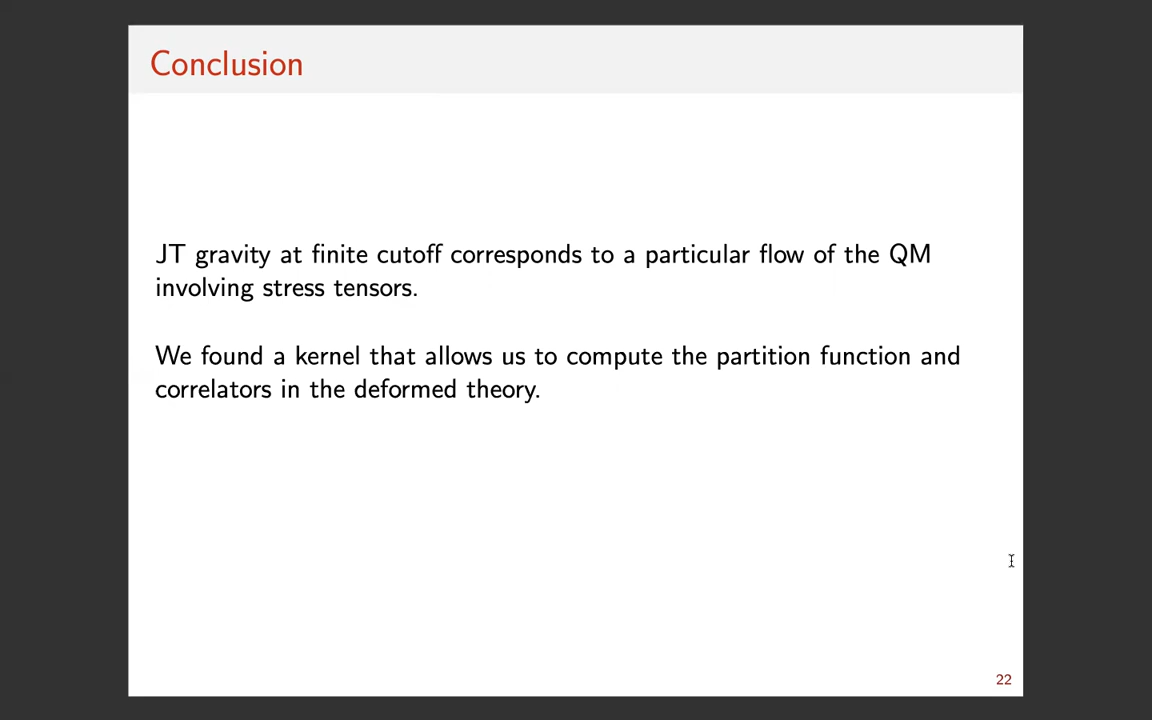 Conclusion
JT gravity at finite cutoff corresponds to a particular flow of the QM
involving stress tensors.
We found a kernel that allows us to compute the partition function and
correlators in the deformed theory.
22